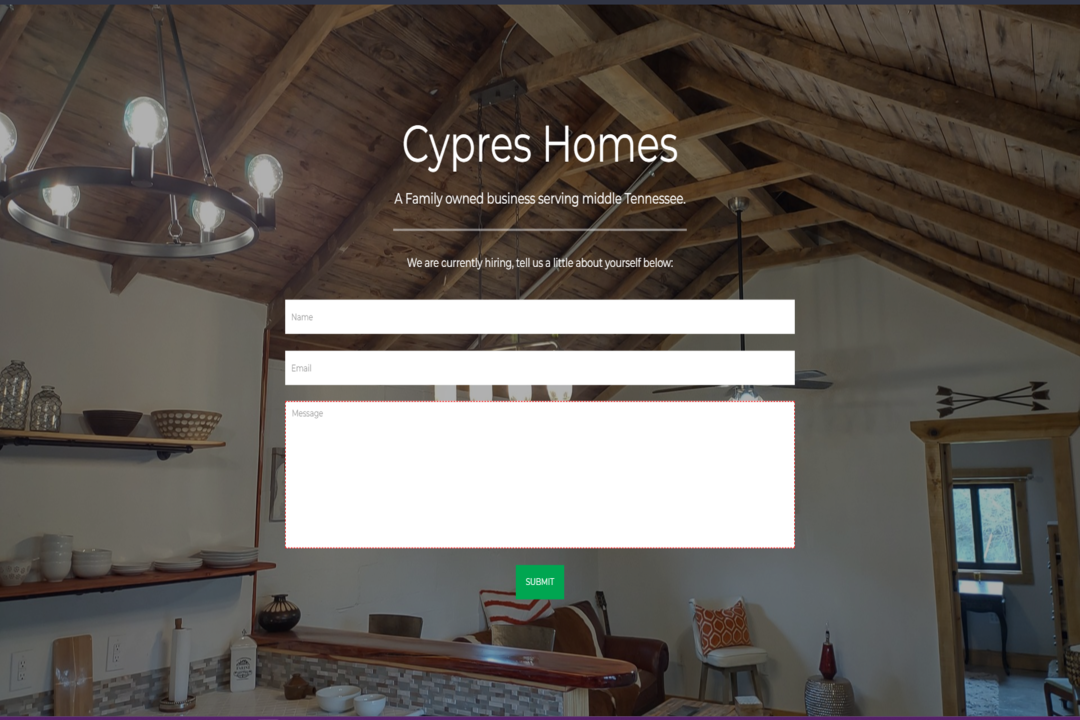 Cypres Homes
A Family owned business serving middle Tennessee.
We are currently hiring, tell us a little about yourself below:
Name
Email
Message
SUBMIT